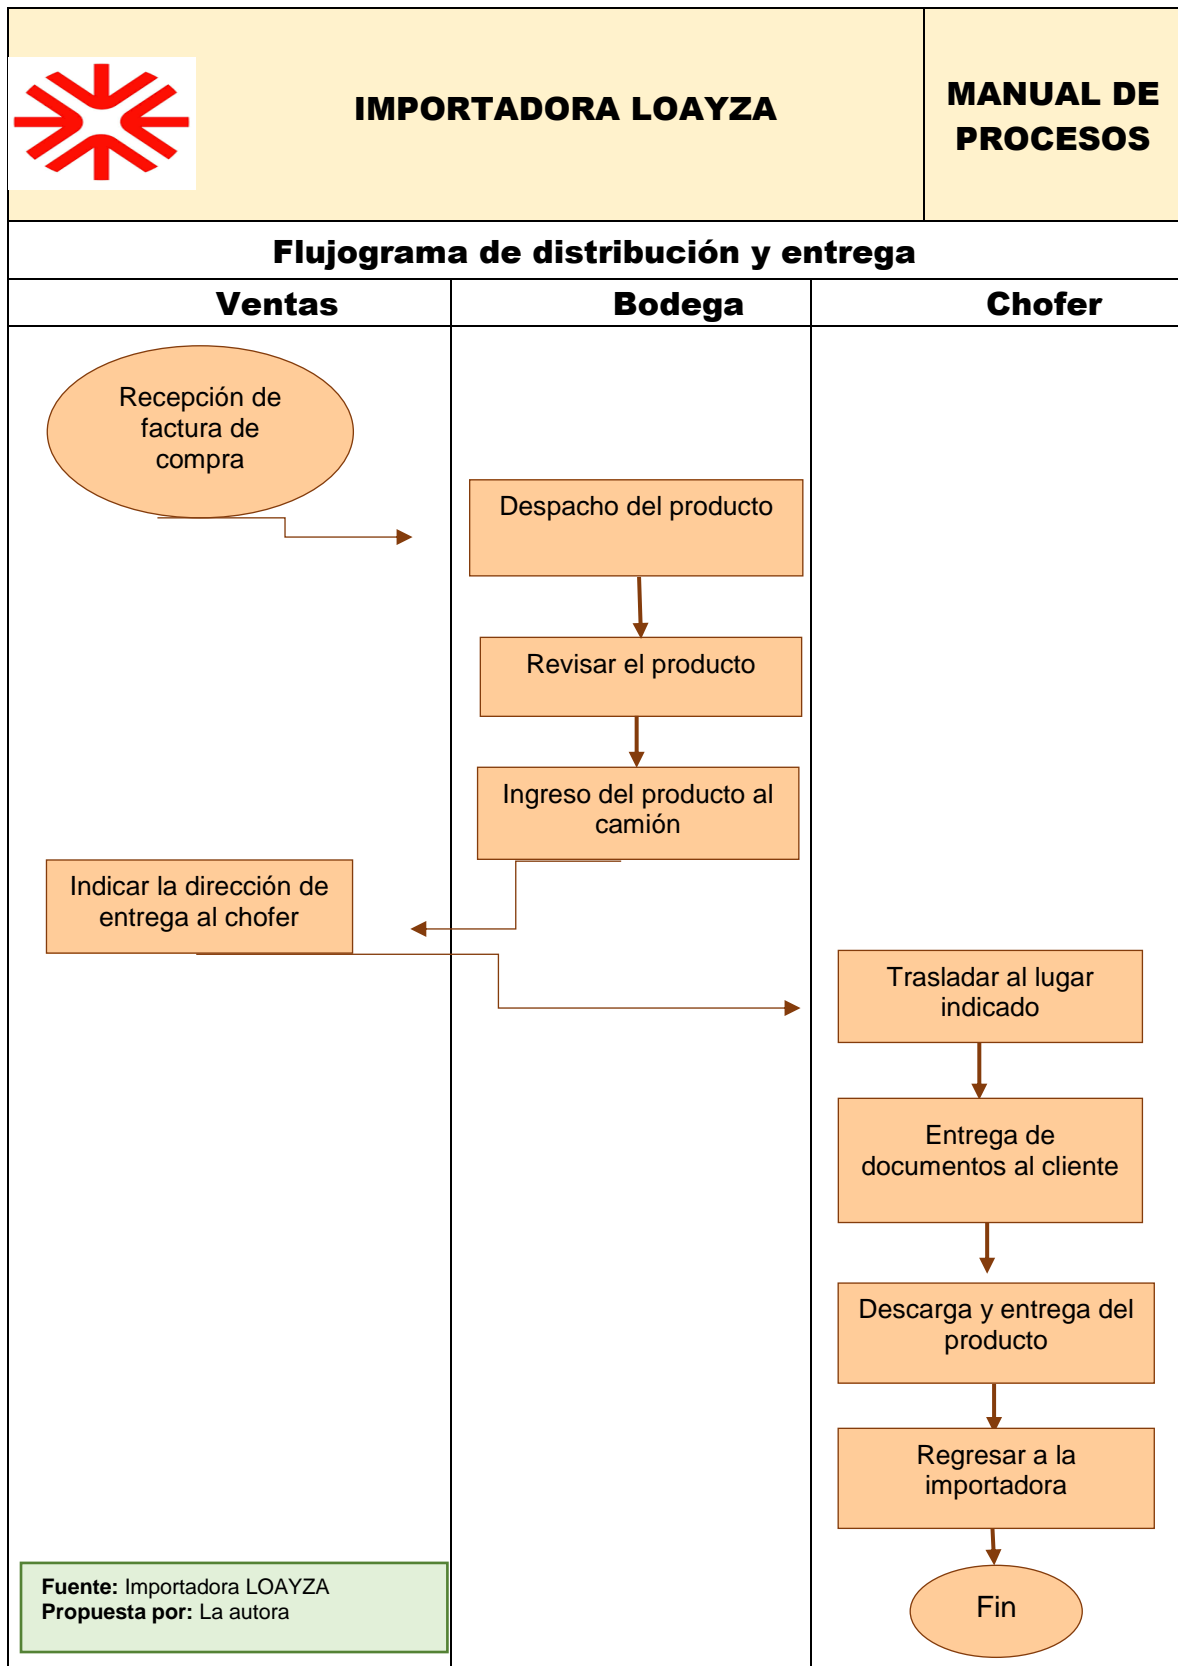 IMPORTADORA LOAYZA
MANUAL DE
PROCESOS
Flujograma de distribución y entrega
Ventas
Bodega
Chofer
Recepción de
factura de
compra
Despacho del producto
Revisar el producto
Ingreso del producto al
camión
Indicar la dirección de
entrega al chofer
Trasladar al lugar
indicado
Entrega de
documentos al cliente
Descarga y entrega del
producto
Regresar a la
importadora
Fin
Fuente: Importadora LOAYZA
Propuesta por: La autora